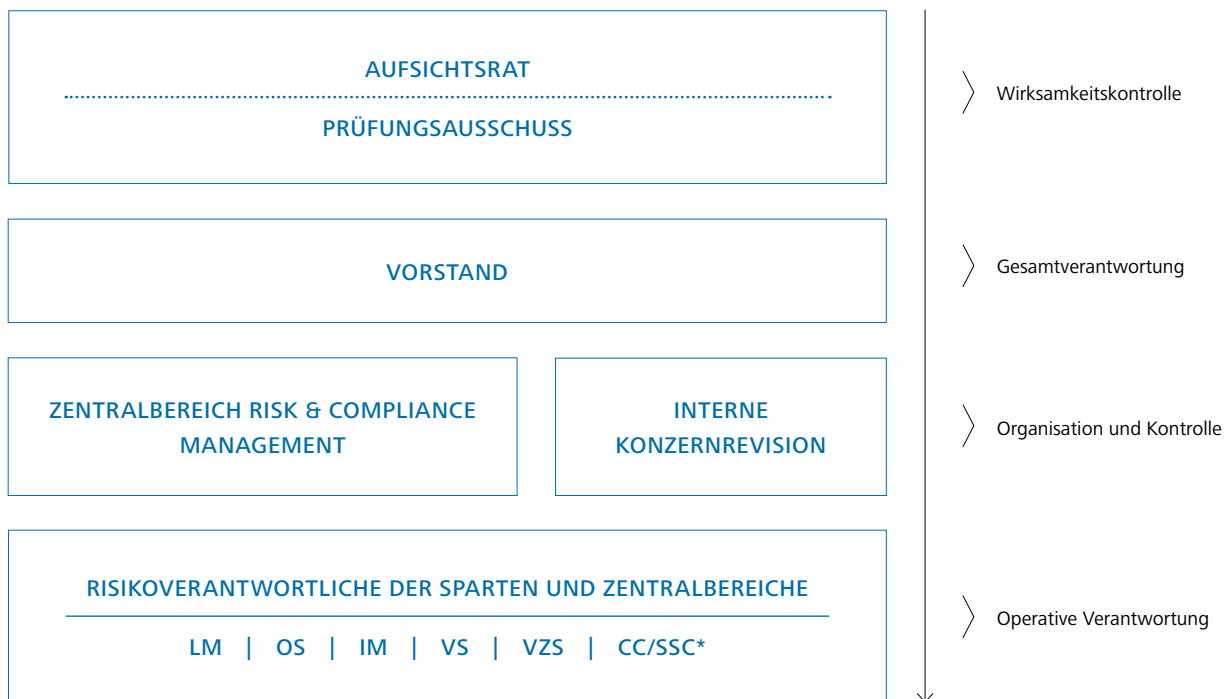 AUFSICHTSRAT
PRÜFUNGSAUSSCHUSS
Wirksamkeitskontrolle
VORSTAND
Gesamtverantwortung
ZENTRALBEREICH RISK & COMPLIANCE
MANAGEMENT
INTERNE
KONZERNREVISION
Organisation und Kontrolle
RISIKOVERANTWORTLICHE DER SPARTEN UND ZENTRALBEREICHE
LM | OS | IM | VS | VZS | CC/SSC*
Operative Verantwortung